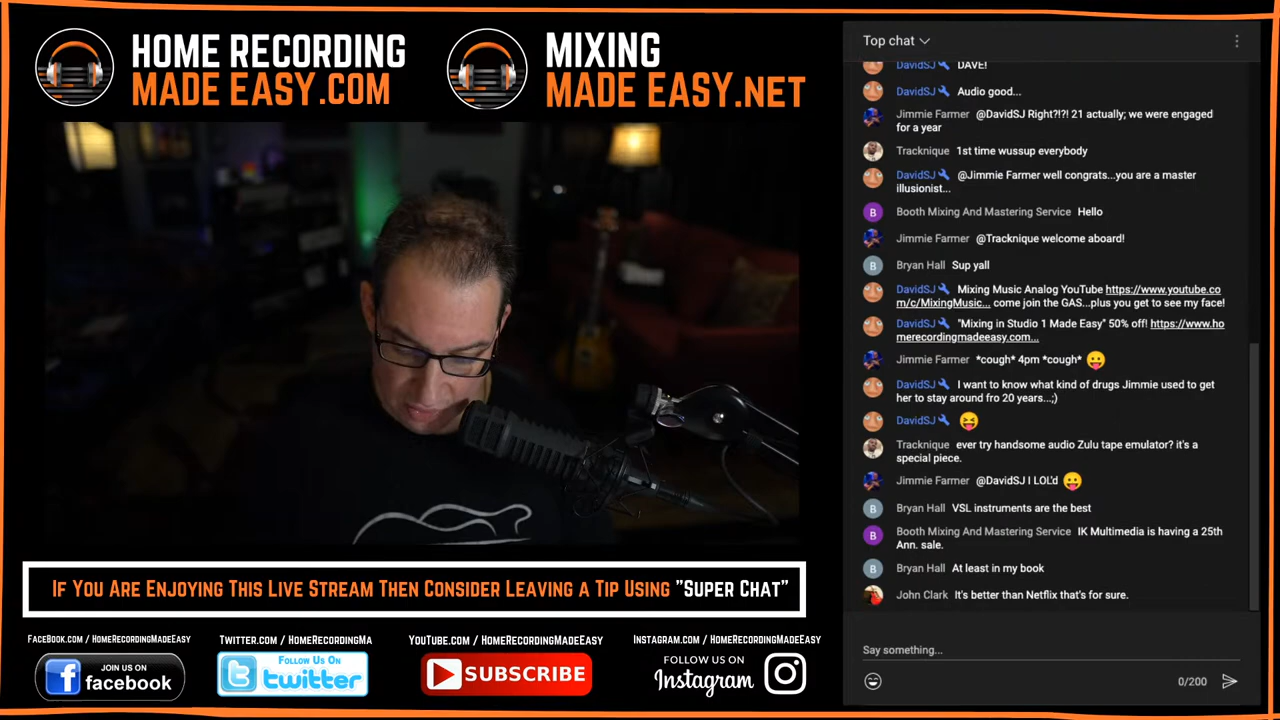 HOME RECORDING
MADE EASY.COM
MIXING
MADE EASY.NET
Top chat
DavidSJ DAVE!
DavidSJ Audio good...
Jimmie Farmer @DavidSJ Right?!?! 21 actually; we were engaged
for a year
Tracknique 1st time wussup everybody
DavidSJ @Jimmie Farmer well congrats...you are a master
illusionist...
B Booth Mixing And Mastering Service Hello
Jimmie Farmer @Tracknique welcome aboard!
B Bryan Hall Sup yall
DavidSJ Mixing Music Analog YouTube https://www.youtube.co
m/c/MixingMusic... come join the GAS...plus you get to see my face!
DavidSJ "Mixing in Studio 1 Made Easy" 50% off! https://www.ho
merecordingmadeeasy.com...
Jimmie Farmer *cough* 4pm *cough* 😛
DavidSJ I want to know what kind of drugs Jimmie used to get
her to stay around fro 20 years...;)
DavidSJ 😝
Tracknique ever try handsome audio Zulu tape emulator? it's a
special piece.
Jimmie Farmer @DavidSJ I LOL'd 😛
B Bryan Hall VSL instruments are the best
B Booth Mixing And Mastering Service IK Multimedia is having a 25th
Ann. sale.
B Bryan Hall At least in my book
John Clark It's better than Netflix that's for sure.
Say something...
0/200
IF YOU ARE ENJOYING THIS LIVE STREAM THEN CONSIDER LEAVING A TIP USING "SUPER CHAT"
FACEBOOK.COM / HOMERECORDINGMADEEASY
TWITTER.COM / HOMERECORDINGMA
YOUTUBE.COM / HOMERECORDINGMADEEASY
INSTAGRAM.COM / HOMERECORDINGMADEEASY
f JOIN US ON
facebook
FOLLOW US ON
twitter
SUBSCRIBE
FOLLOW US ON
Instagram